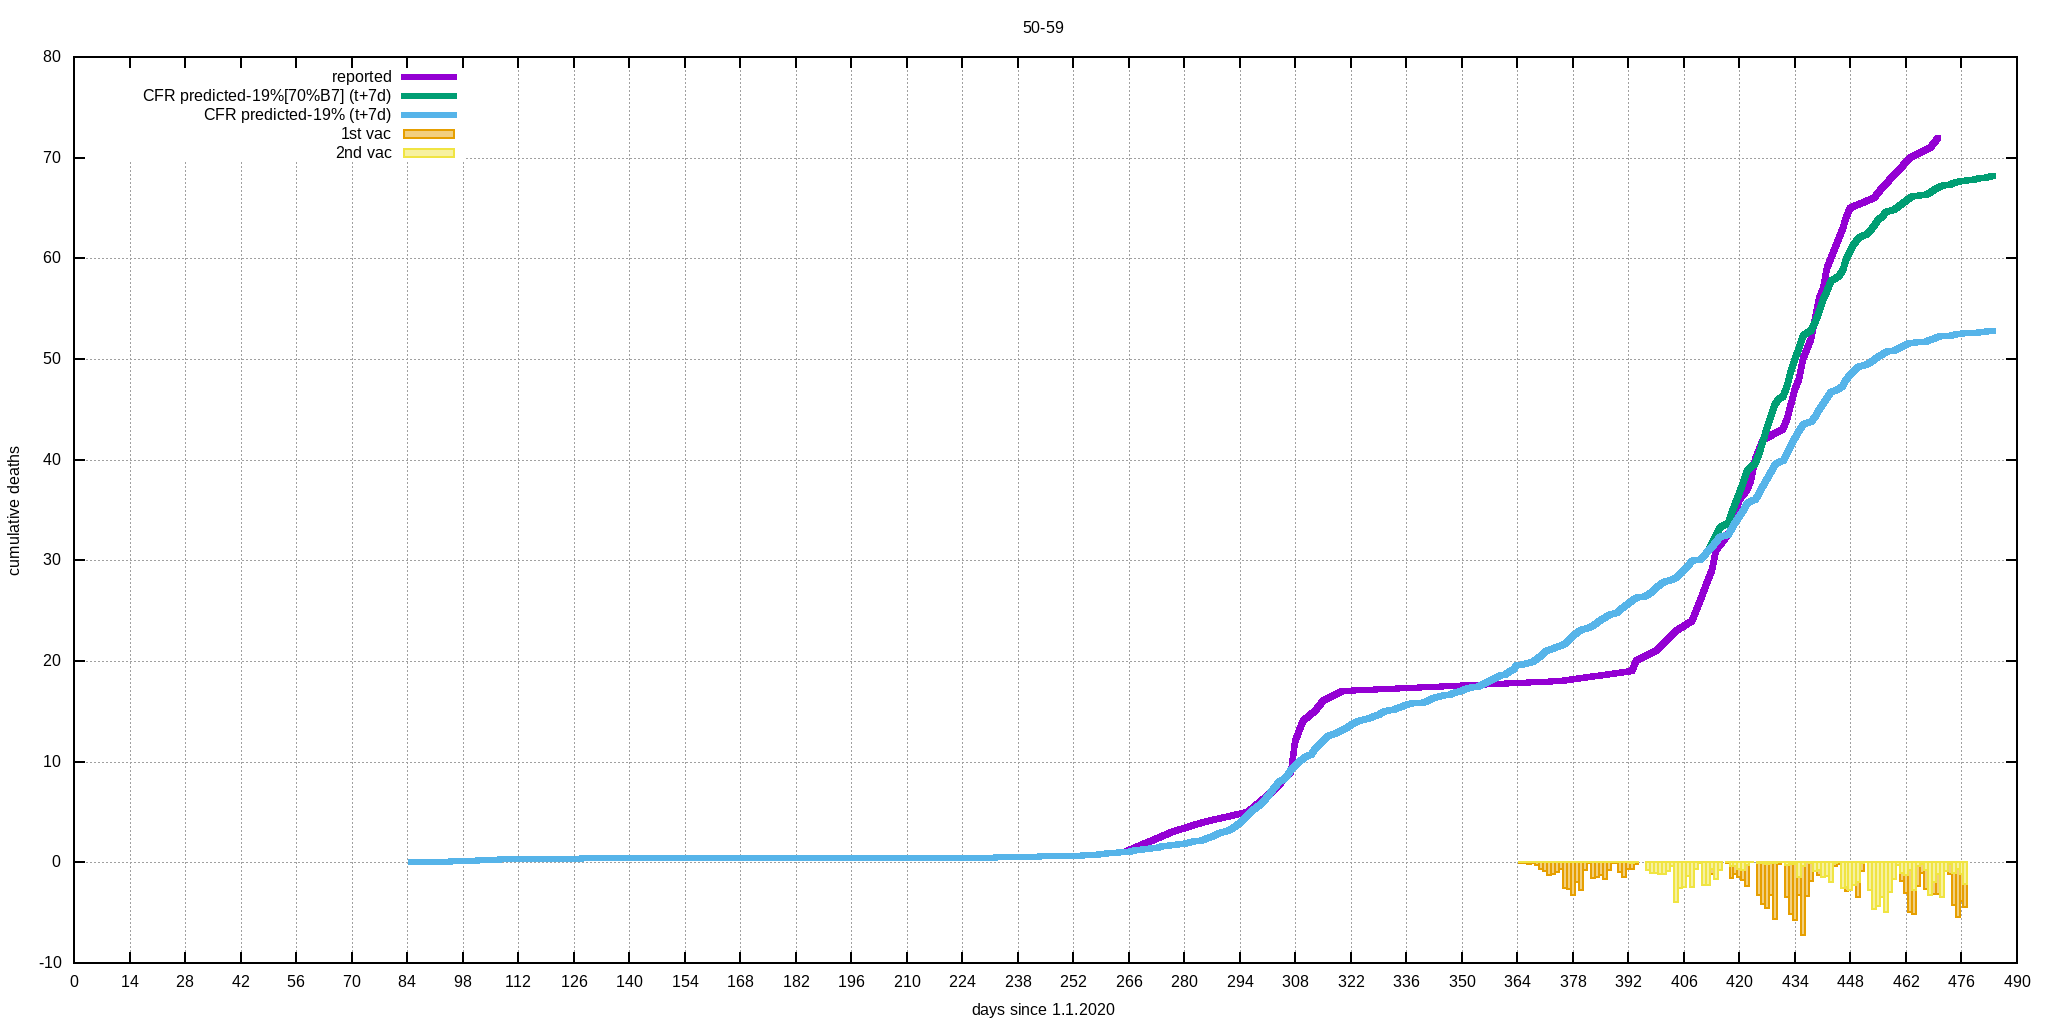 50-59
80
70
60
50
40
30
20
10
0
-10
reported
CFR predicted-19%[70%B7] (t+7d)
CFR predicted-19% (t+7d)
1st vac
2nd vac
cumulative deaths
0 14 28 42 56 70 84 98 112 126 140 154 168 182 196 210 224 238 252 266 280 294 308 322 336 350 364 378 392 406 420 434 448 462 476 490
days since 1.1.2020